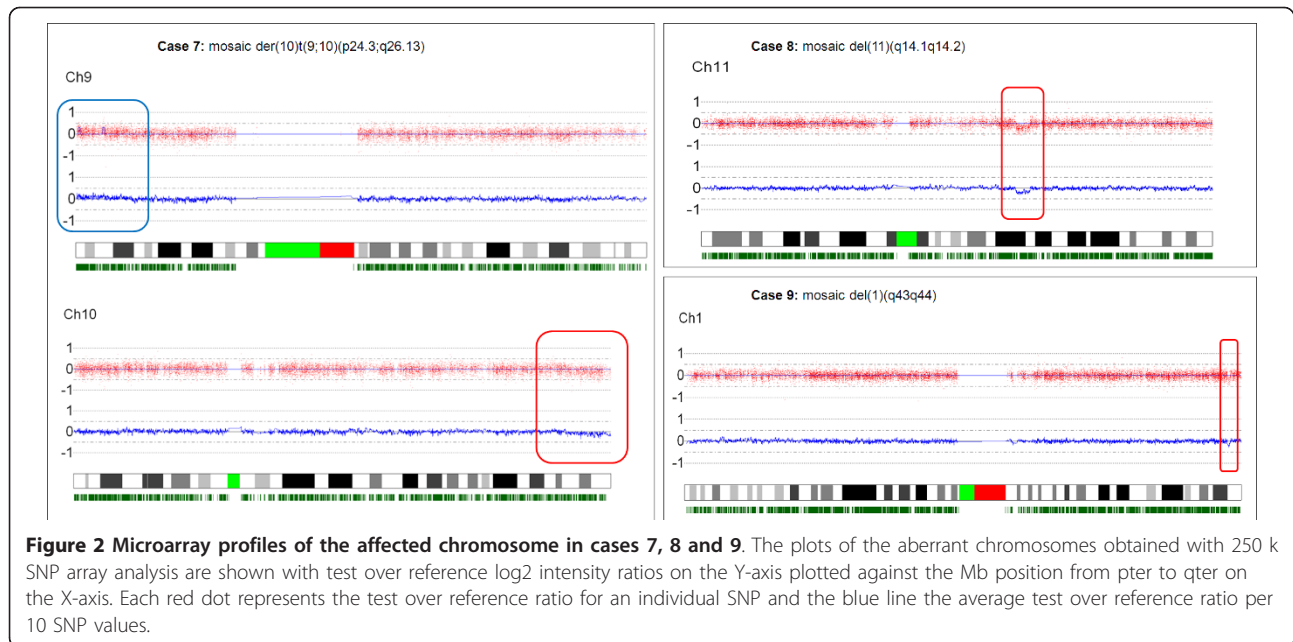 Case 7: mosaic der(10)t(9;10)(p24.3;q26.13)
Ch9
1
0
-1
1
0
-1
Ch10
1
0
-1
1
0
-1
Case 8: mosaic del(11)(q14.1q14.2)
Ch11
1
0
-1
1
0
-1
Case 9: mosaic del(1)(q43q44)
Ch1
1
0
-1
1
0
-1
Figure 2 Microarray profiles of the affected chromosome in cases 7, 8 and 9. The plots of the aberrant chromosomes obtained with 250 k
SNP array analysis are shown with test over reference log2 intensity ratios on the Y-axis plotted against the Mb position from pter to qter on
the X-axis. Each red dot represents the test over reference ratio for an individual SNP and the blue line the average test over reference ratio per
10 SNP values.